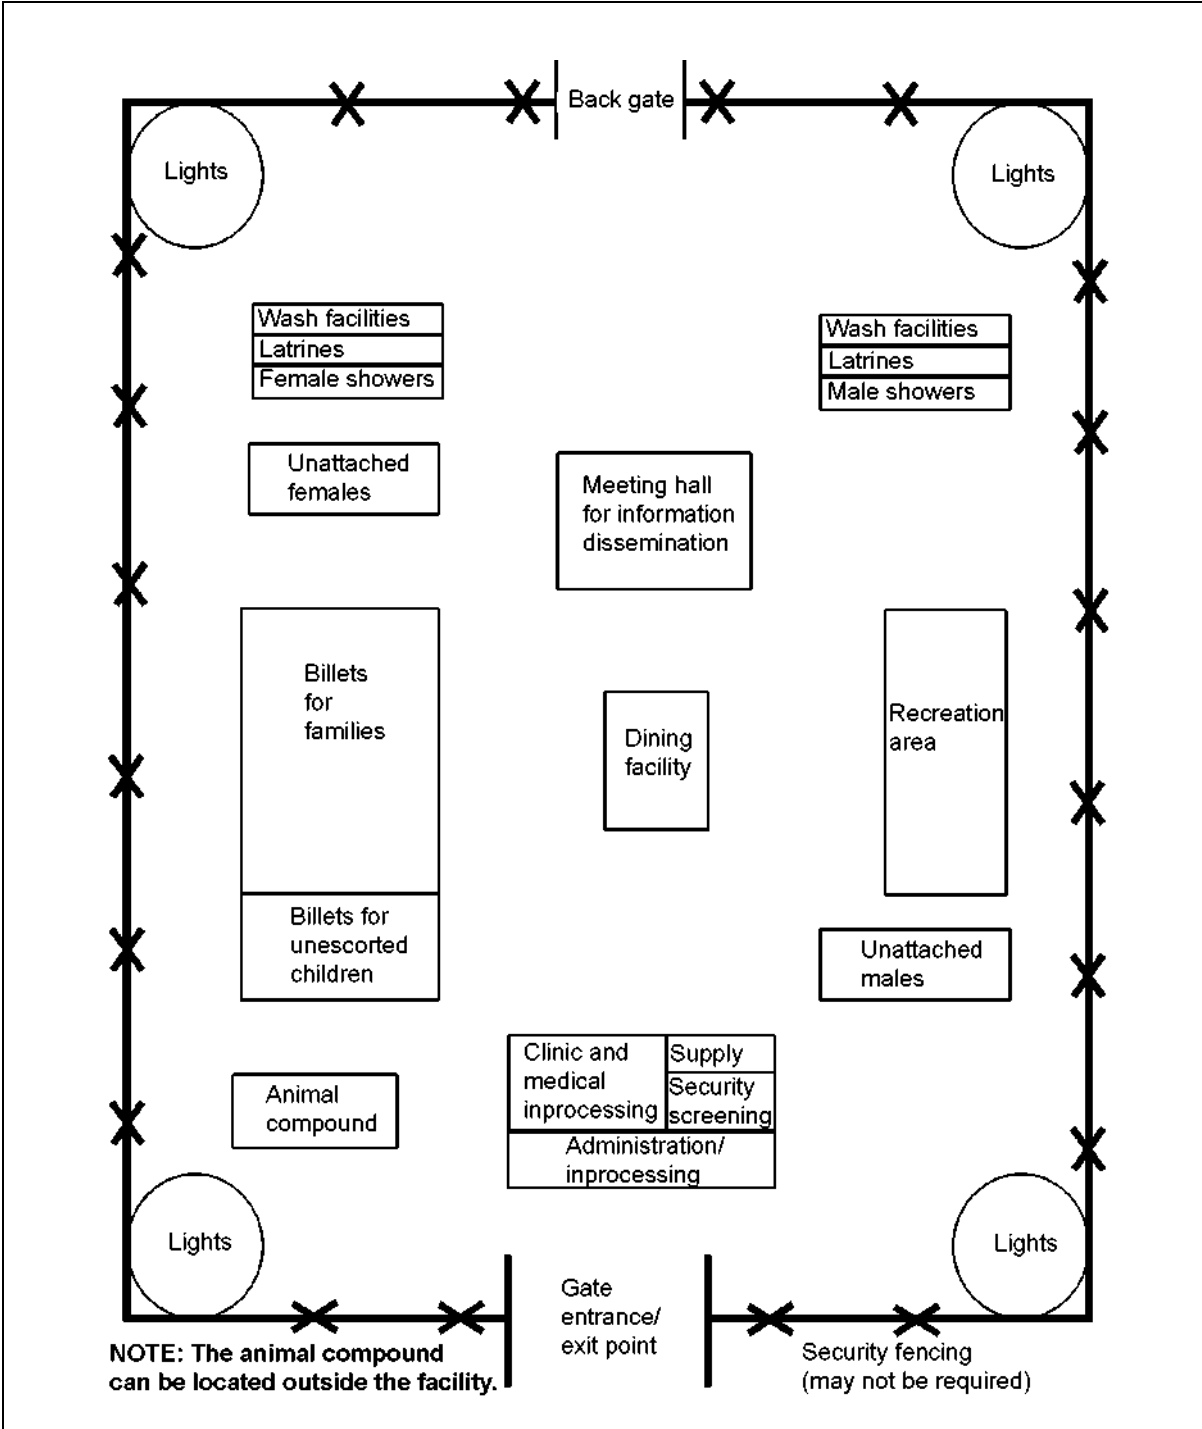 Back gate
Lights
Lights
Wash facilities
Latrines
Female showers
Wash facilities
Latrines
Male showers
Unattached
females
Meeting hall
for information
dissemination
Billets
for
families
Dining
facility
Recreation
area
Billets for
unescorted
children
Unattached
males
Clinic and
medical
inprocessing
Supply
Security
screening
Administration/
inprocessing
Animal
compound
Lights
Lights
Gate
entrance/
exit point
NOTE: The animal compound
can be located outside the facility.
Security fencing
(may not be required)